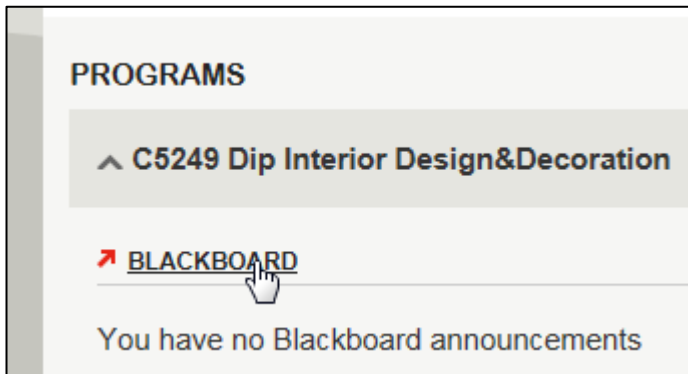 PROGRAMS
C5249 Dip Interior Design&Decoration
BLACKBOARD
You have no Blackboard announcements